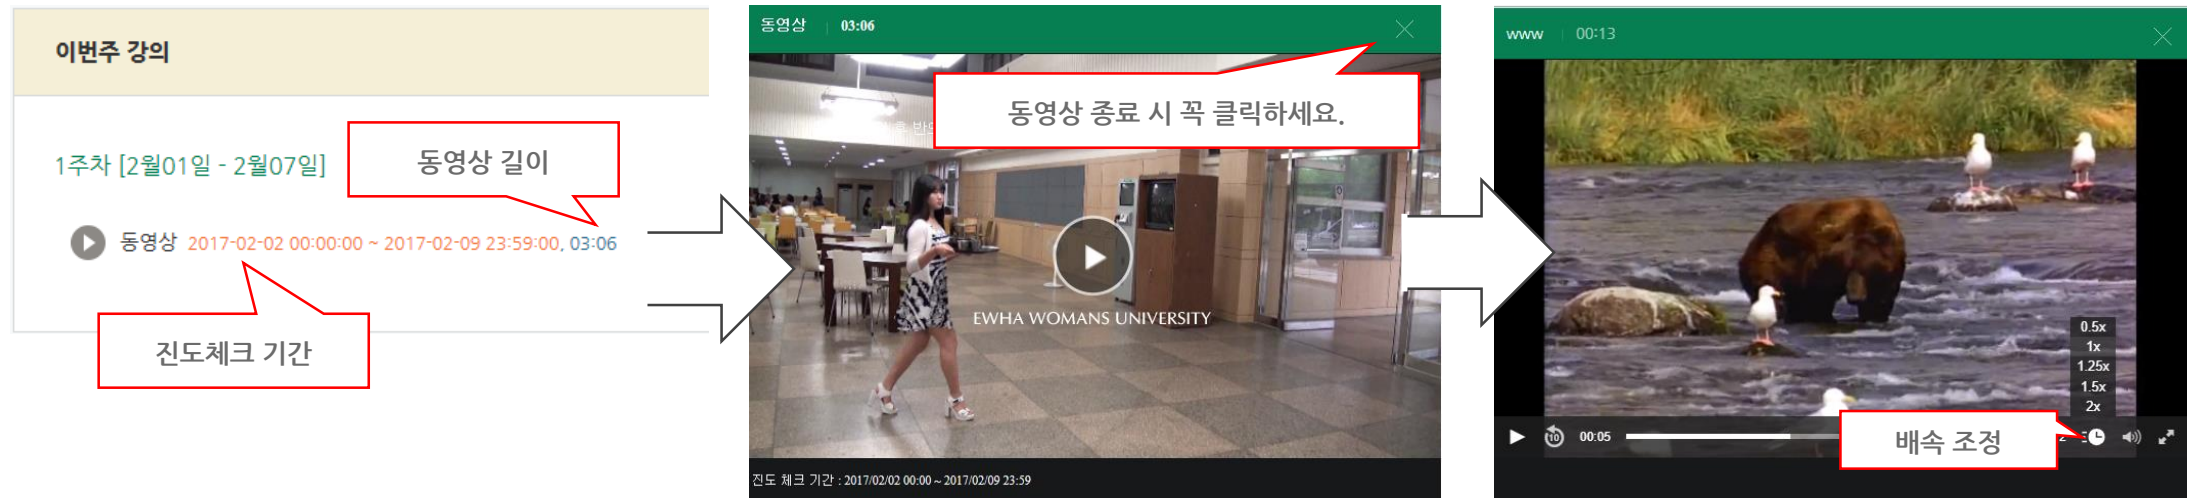 이번주 강의
1주차 [2월01일 - 2월07일]
동영상 길이
동영상 2017-02-02 00:00:00 ~ 2017-02-09 23:59:00, 03:06
진도체크 기간
동영상 | 03:06
동영상 종료 시 꼭 클릭하세요.
EWHA WOMANS UNIVERSITY
진도 체크 기간 : 2017/02/02 00:00 ~ 2017/02/09 23:59
www | 00:13
0.5x
1x
1.25x
1.5x
2x
10 00:05
배속 조정